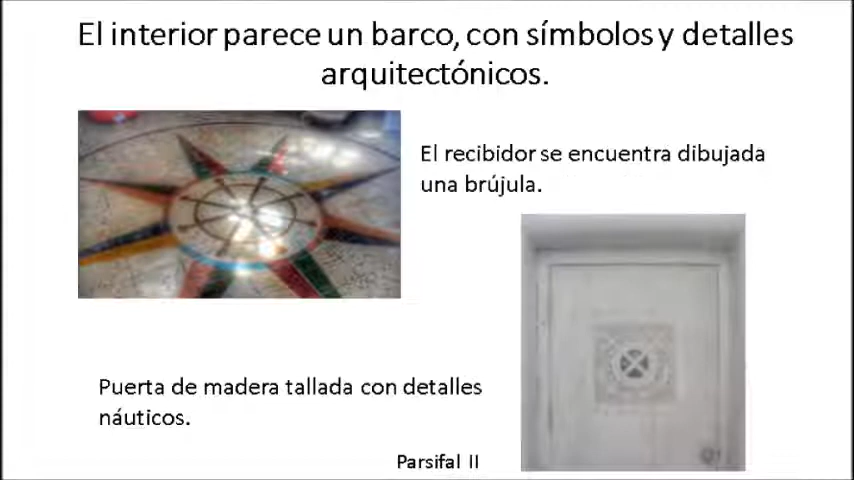 El interior parece un barco, con símbolos y detalles
arquitectónicos.
El recibidor se encuentra dibujada
una brújula.
Puerta de madera tallada con detalles
náuticos.
Parsifal II